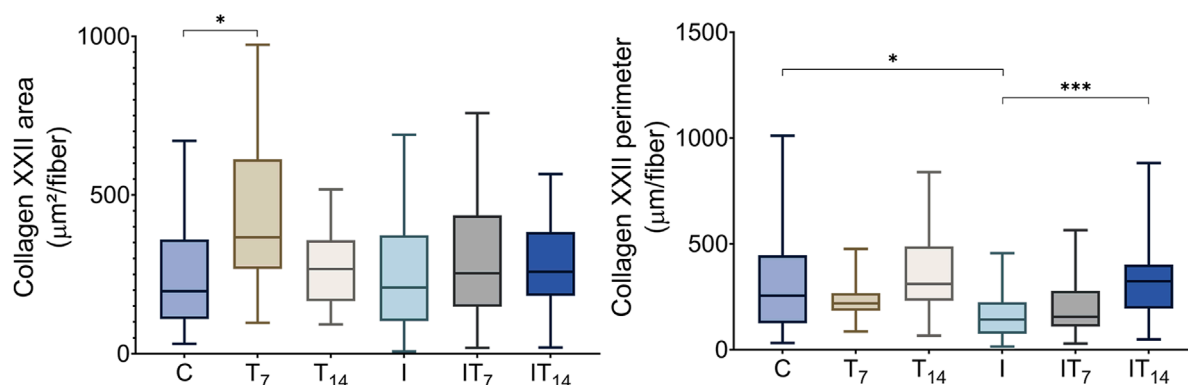 *
1000
500
0
Collagen XXII area
(μm²/fiber)
C T₇ T₁₄ I IT₇ IT₁₄
*
***
1500
1000
500
0
Collagen XXII perimeter
(μm/fiber)
C T₇ T₁₄ I IT₇ IT₁₄